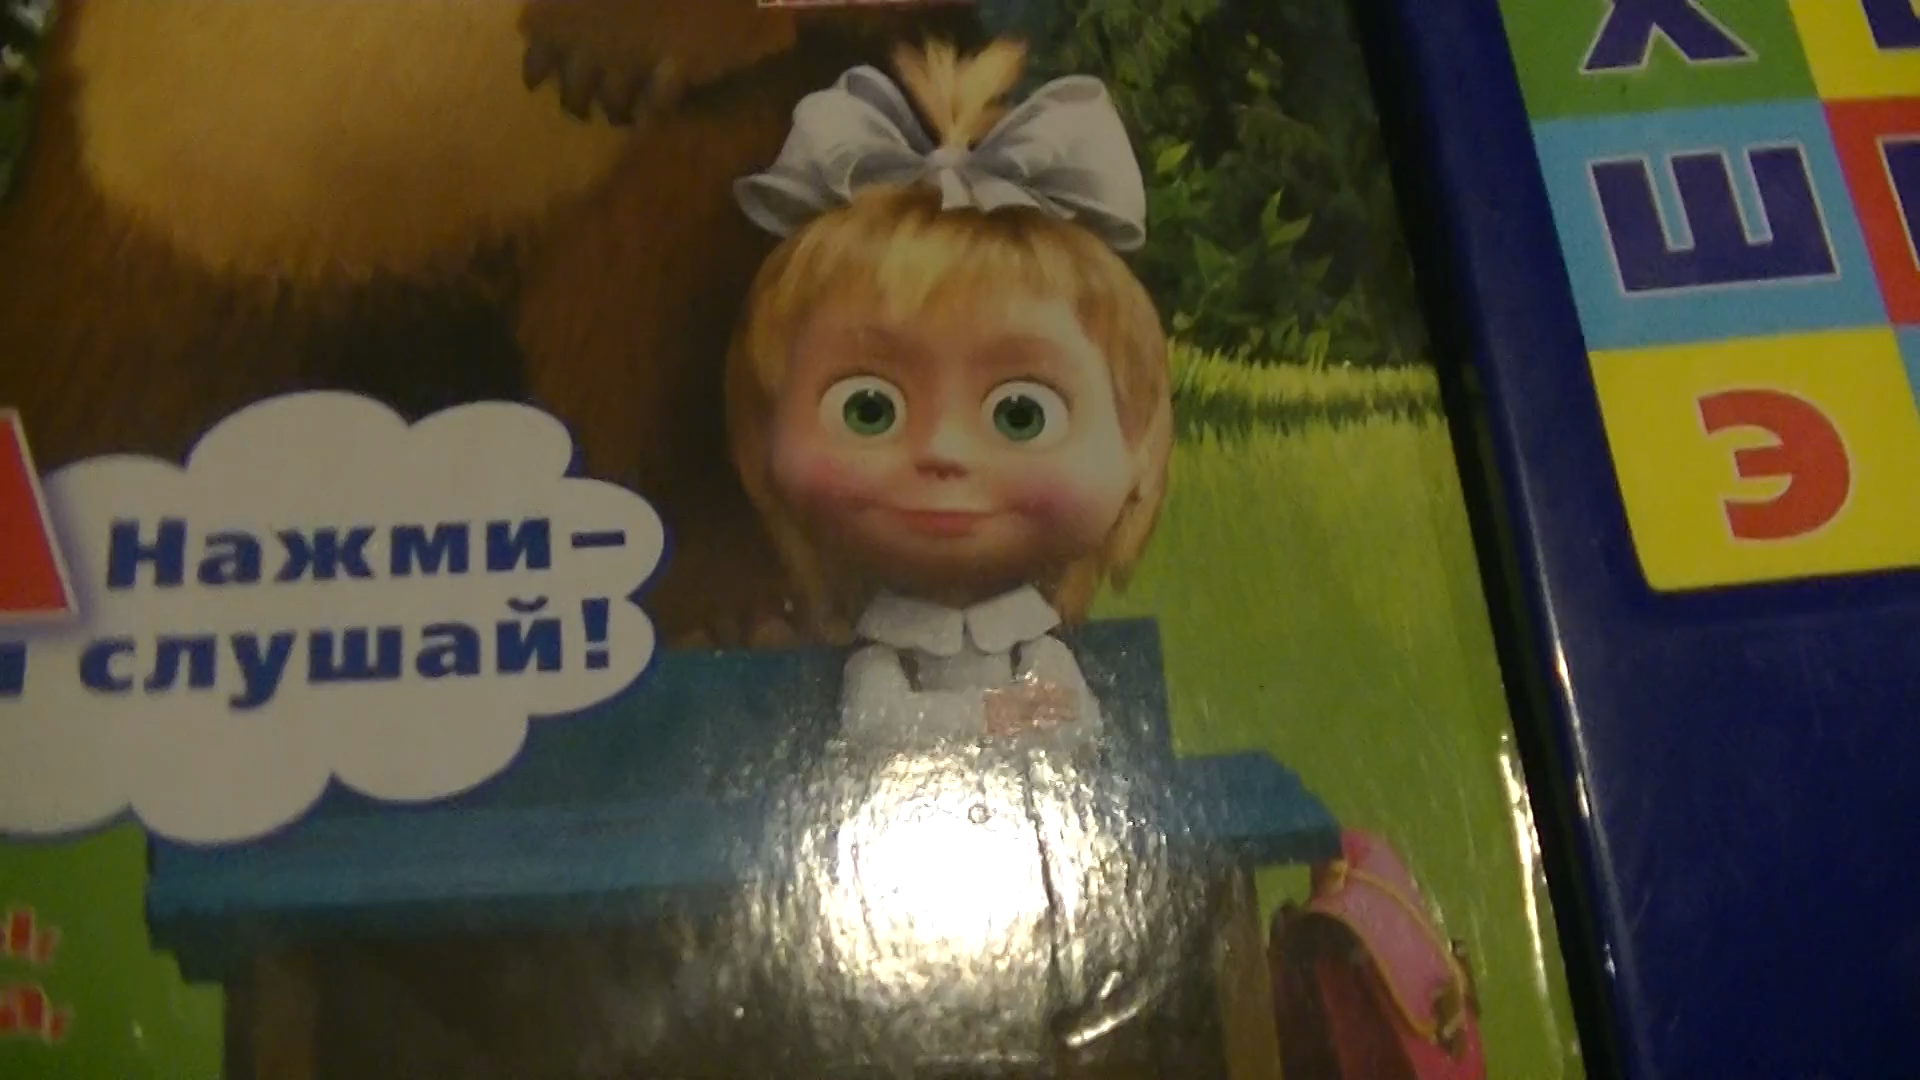 Нажми–
и слушай!
Х
Ш
Э